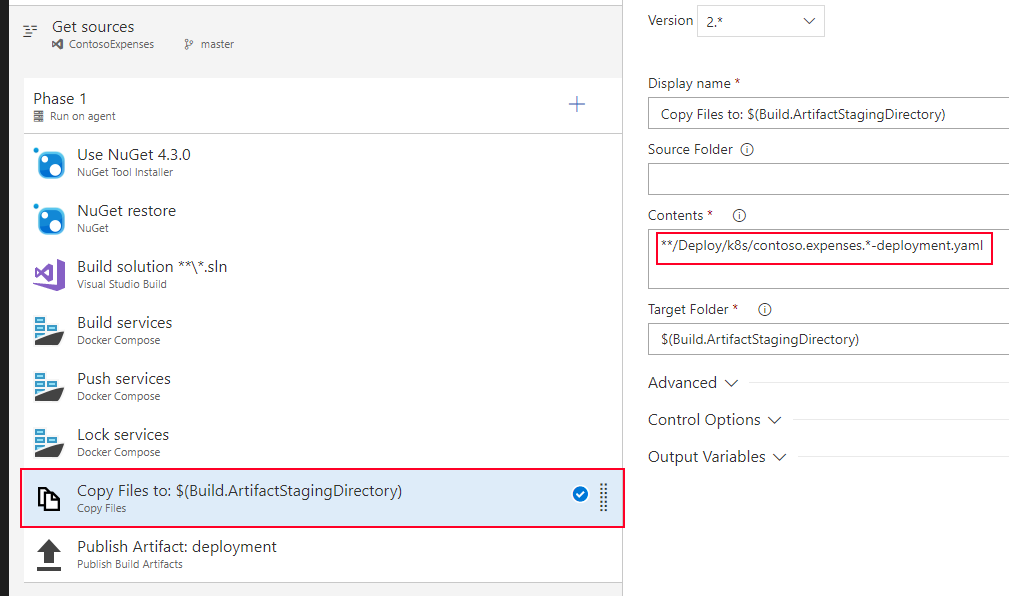 Get sources
ContosoExpenses
master
Phase 1
Run on agent
Use NuGet 4.3.0
NuGet Tool Installer
NuGet restore
NuGet
Build solution **\*.sln
Visual Studio Build
Build services
Docker Compose
Push services
Docker Compose
Lock services
Docker Compose
Copy Files to: $(Build.ArtifactStagingDirectory)
Copy Files
Publish Artifact: deployment
Publish Build Artifacts
Version 2.*
Display name *
Copy Files to: $(Build.ArtifactStagingDirectory)
Source Folder
Contents *
**/Deploy/k8s/contoso.expenses.*-deployment.yaml
Target Folder *
$(Build.ArtifactStagingDirectory)
Advanced
Control Options
Output Variables